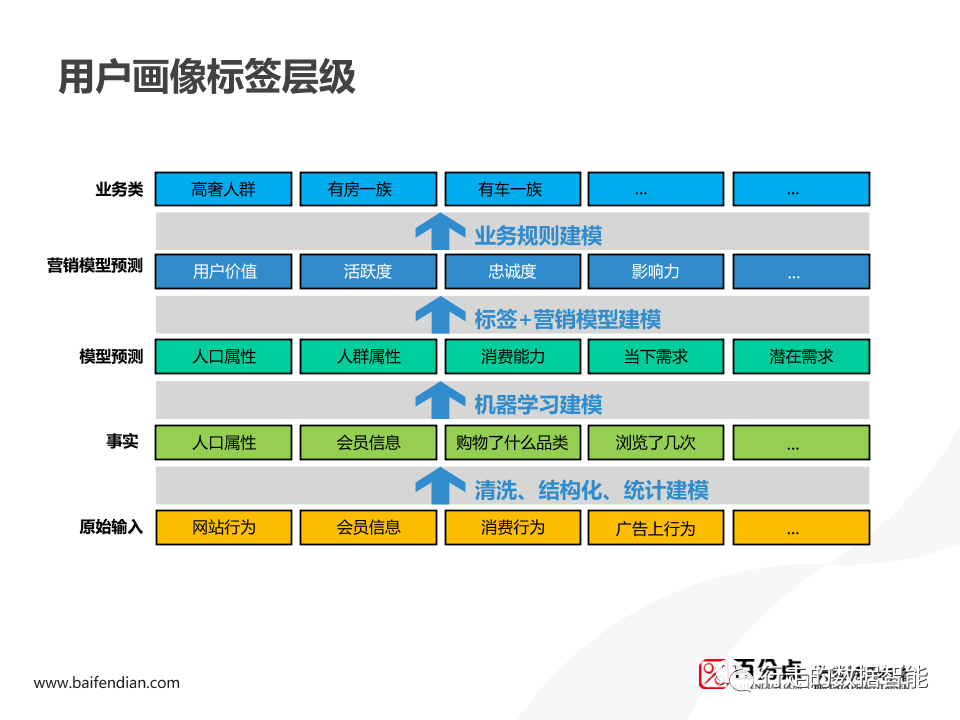 用户画像标签层级
业务类 高奢人群 有房一族 有车一族 ... ...
业务规则建模
营销模型预测 用户价值 活跃度 忠诚度 影响力 ...
标签+营销模型建模
模型预测 人口属性 人群属性 消费能力 当下需求 潜在需求
机器学习建模
事实 人口属性 会员信息 购物了什么品类 浏览了几次 ...
清洗、结构化、统计建模
原始输入 网站行为 会员信息 消费行为 广告上行为 ...
www.baifendian.com
百分点
行走的数据智能